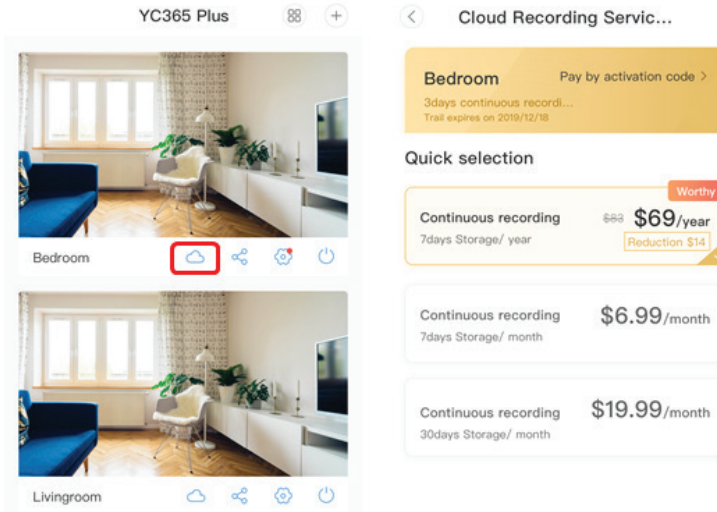 YC365 Plus
Bedroom
Livingroom
Cloud Recording Servic...
Bedroom
Pay by activation code >
3days continuous recordi...
Trail expires on 2019/12/18
Quick selection
Worthy
Continuous recording
$83 $69/year
7days Storage/ year
Reduction $14
Continuous recording
$6.99/month
7days Storage/ month
Continuous recording
$19.99/month
30days Storage/ month